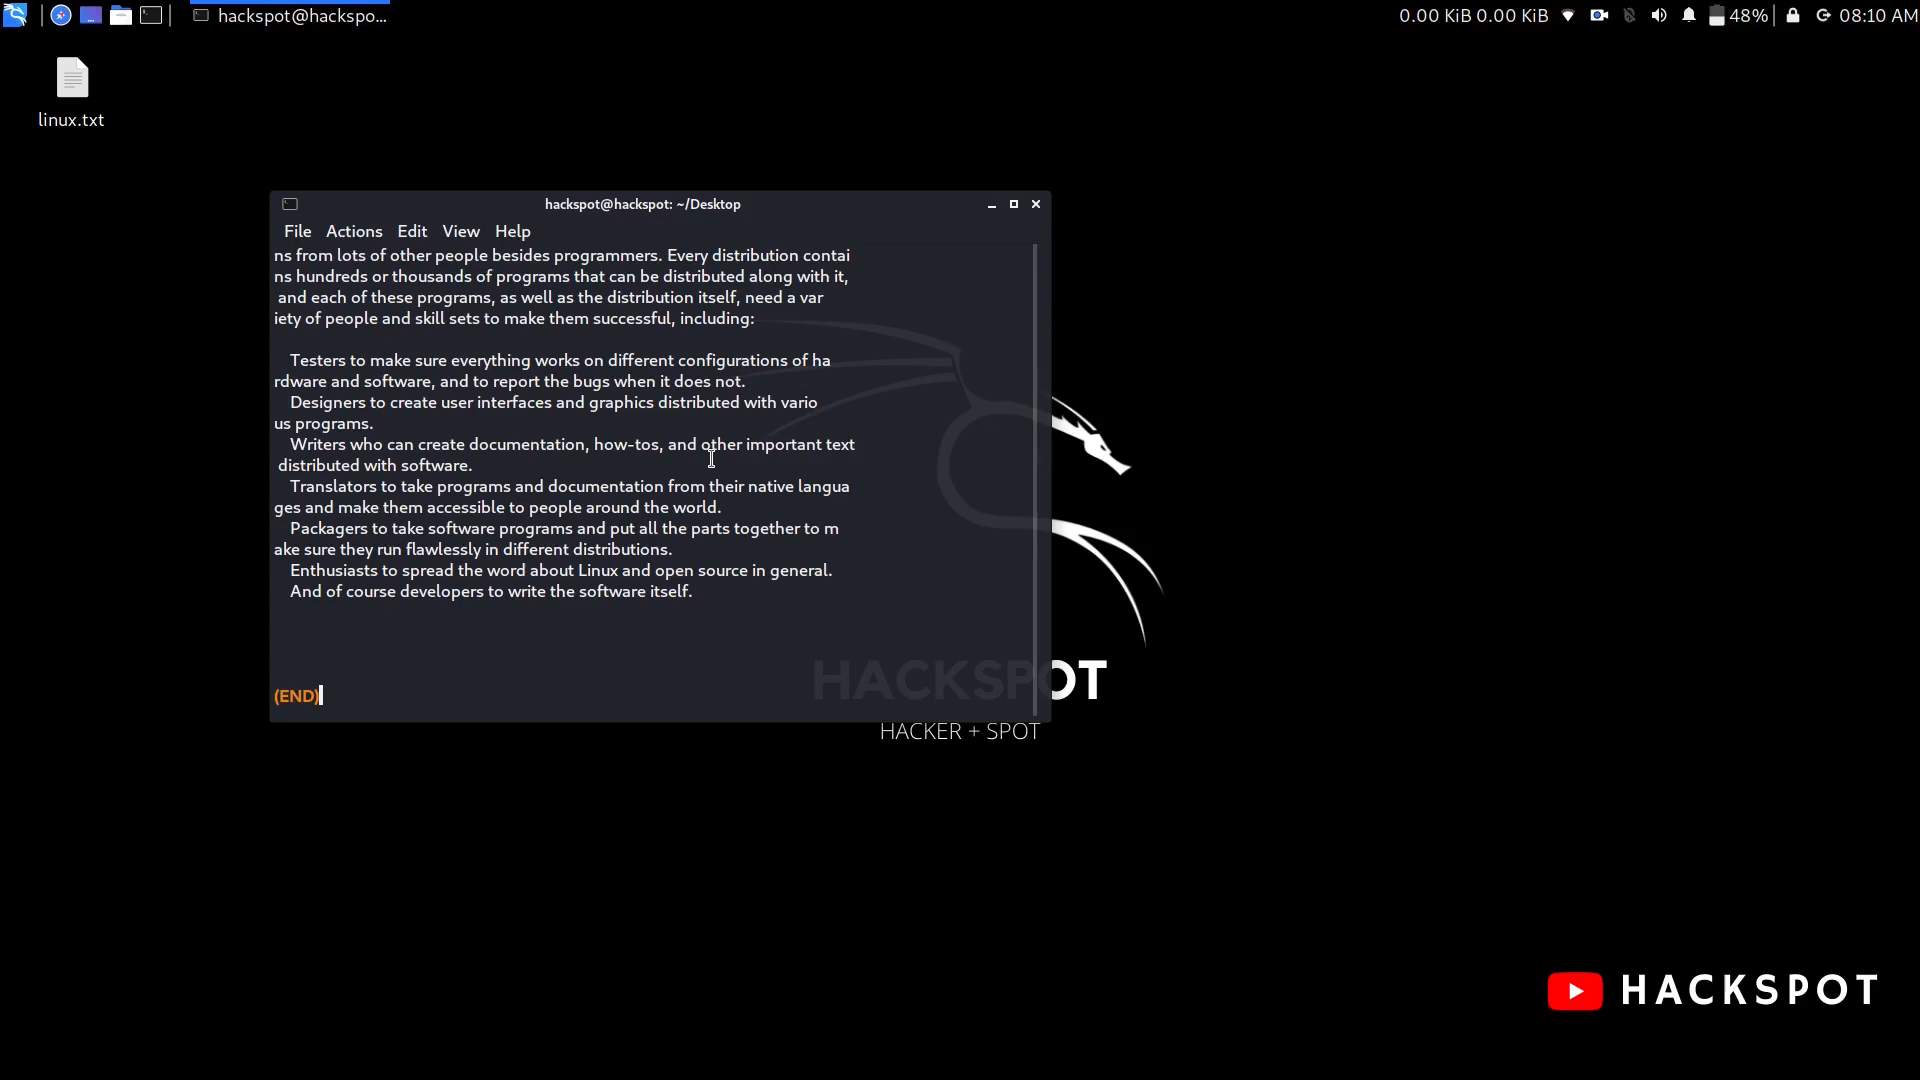 hackspot@hackspo...
0.00 KiB 0.00 KiB
48%
08:10 AM
linux.txt
hackspot@hackspot: ~/Desktop
File Actions Edit View Help
ns from lots of other people besides programmers. Every distribution contai
ns hundreds or thousands of programs that can be distributed along with it,
and each of these programs, as well as the distribution itself, need a var
iety of people and skill sets to make them successful, including:
Testers to make sure everything works on different configurations of ha
rdware and software, and to report the bugs when it does not.
Designers to create user interfaces and graphics distributed with vario
us programs.
Writers who can create documentation, how-tos, and other important text
distributed with software.
Translators to take programs and documentation from their native langua
ges and make them accessible to people around the world.
Packagers to take software programs and put all the parts together to m
ake sure they run flawlessly in different distributions.
Enthusiasts to spread the word about Linux and open source in general.
And of course developers to write the software itself.
(END)
HACKSPOT
HACKER + SPOT
HACKSPOT